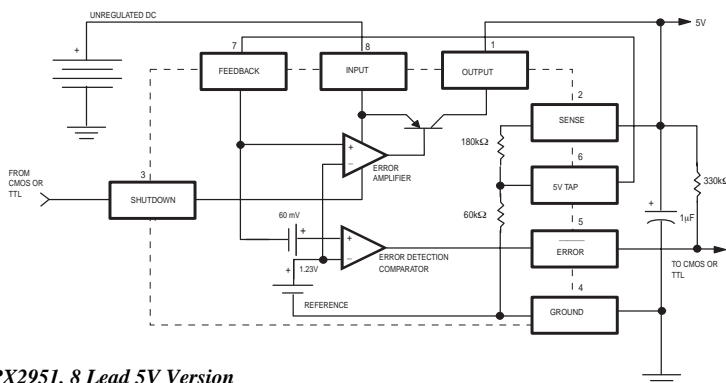 UNREGULATED DC
7
8
1
5V
FEEDBACK
INPUT
OUTPUT
+
2
SENSE
180kΩ
+
−
ERROR
AMPLIFIER
6
5V TAP
330kΩ
FROM
CMOS OR
TTL
3
SHUTDOWN
60 mV
+
60kΩ
+
1µF
5
ERROR
+
−
ERROR DETECTION
COMPARATOR
TO CMOS OR
TTL
+
1.23V
REFERENCE
4
GROUND
PX2951, 8 Lead 5V Version